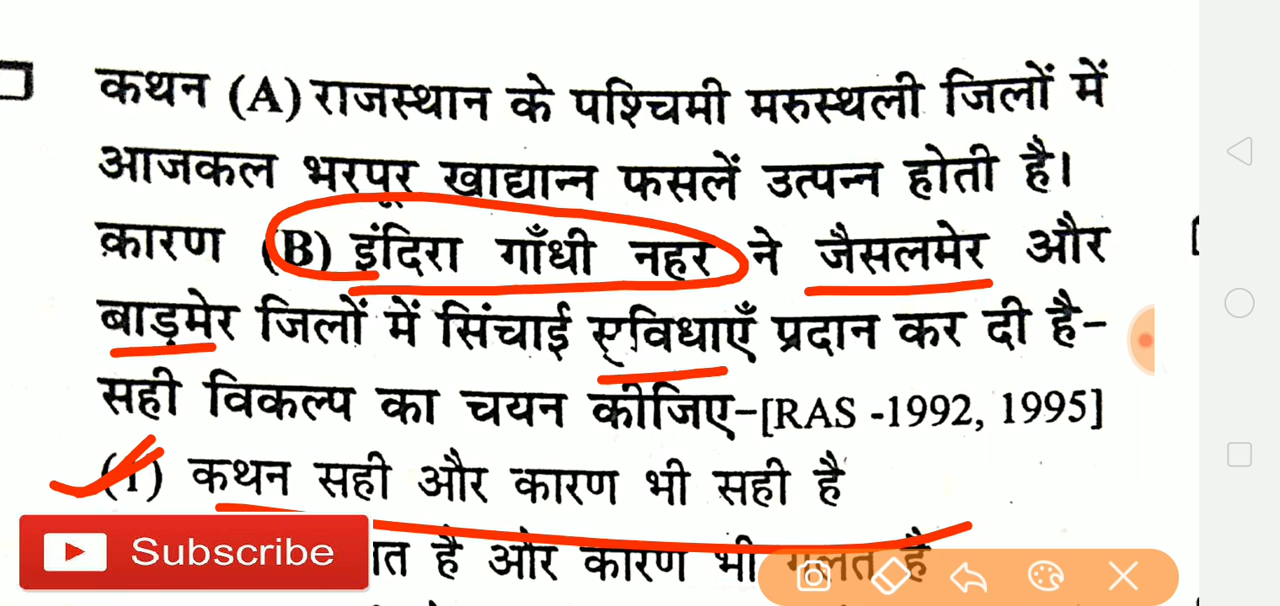 कथन (A) राजस्थान के पश्चिमी मरुस्थली जिलों में
आजकल भरपूर खाद्यान्न फसलें उत्पन्न होती है।
कारण (B) इंदिरा गाँधी नहर ने जैसलमेर और
बाड़मेर जिलों में सिंचाई सुविधाएँ प्रदान कर दी है-
सही विकल्प का चयन कीजिए-[RAS -1992, 1995]
(1) कथन सही और कारण भी सही है
है और कारण भी गलत है
Subscribe